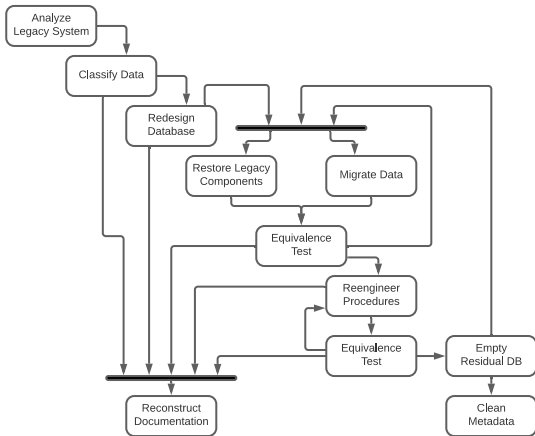 Analyze
Legacy System
Classify Data
Redesign
Database
Restore Legacy
Components
Migrate Data
Equivalence
Test
Reengineer
Procedures
Equivalence
Test
Empty
Residual DB
Reconstruct
Documentation
Clean
Metadata